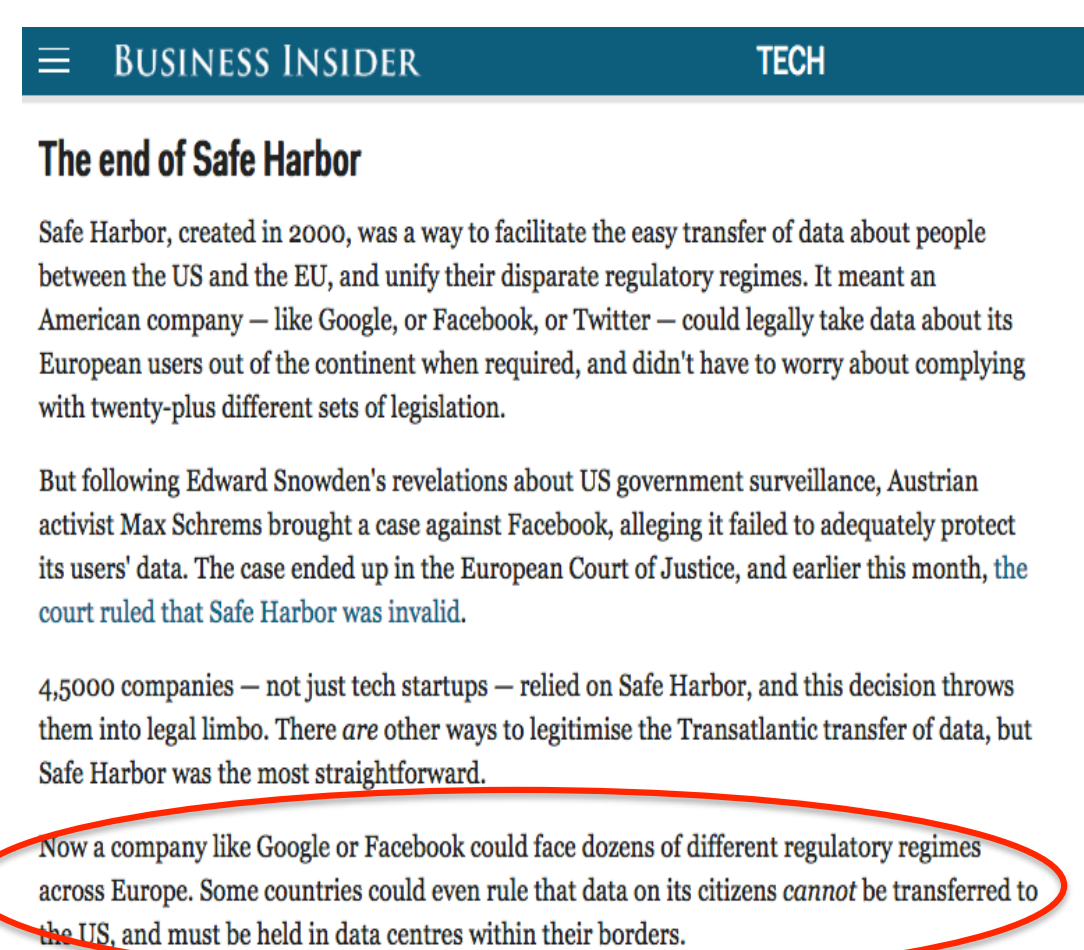 BUSINESS INSIDER TECH
The end of Safe Harbor
Safe Harbor, created in 2000, was a way to facilitate the easy transfer of data about people
between the US and the EU, and unify their disparate regulatory regimes. It meant an
American company — like Google, or Facebook, or Twitter — could legally take data about its
European users out of the continent when required, and didn't have to worry about complying
with twenty-plus different sets of legislation.
But following Edward Snowden's revelations about US government surveillance, Austrian
activist Max Schrems brought a case against Facebook, alleging it failed to adequately protect
its users' data. The case ended up in the European Court of Justice, and earlier this month, the
court ruled that Safe Harbor was invalid.
4,5000 companies — not just tech startups — relied on Safe Harbor, and this decision throws
them into legal limbo. There are other ways to legitimise the Transatlantic transfer of data, but
Safe Harbor was the most straightforward.
Now a company like Google or Facebook could face dozens of different regulatory regimes
across Europe. Some countries could even rule that data on its citizens cannot be transferred to
the US, and must be held in data centres within their borders.